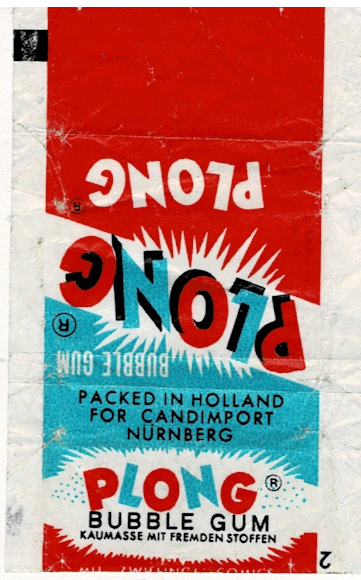 PLONG
®
PLONG
®
BUBBLE GUM
PACKED IN HOLLAND
FOR CANDIMPORT
NÜRNBERG
PLONG ®
BUBBLE GUM
KAUMASSE MIT FREMDEN STOFFEN
2